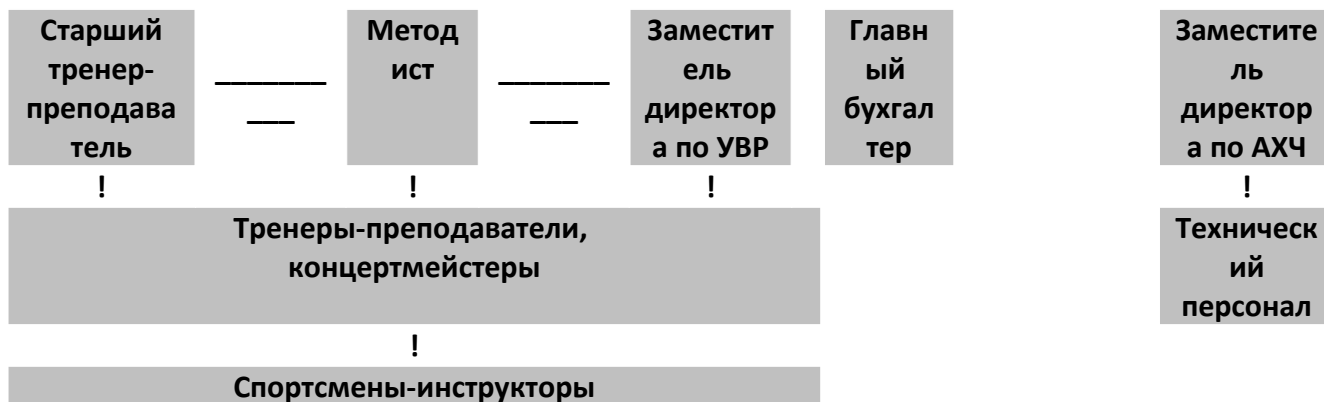 Старший
тренер-
преподава
тель
_______
___
Метод
ист
_______
___
Заместит
ель
директор
а по УВР
Главн
ый
бухгал
тер
Заместите
ль
директор
а по АХЧ
! ! ! !
Тренеры-преподаватели,
концертмейстеры
Техническ
ий
персонал
!
Спортсмены-инструкторы